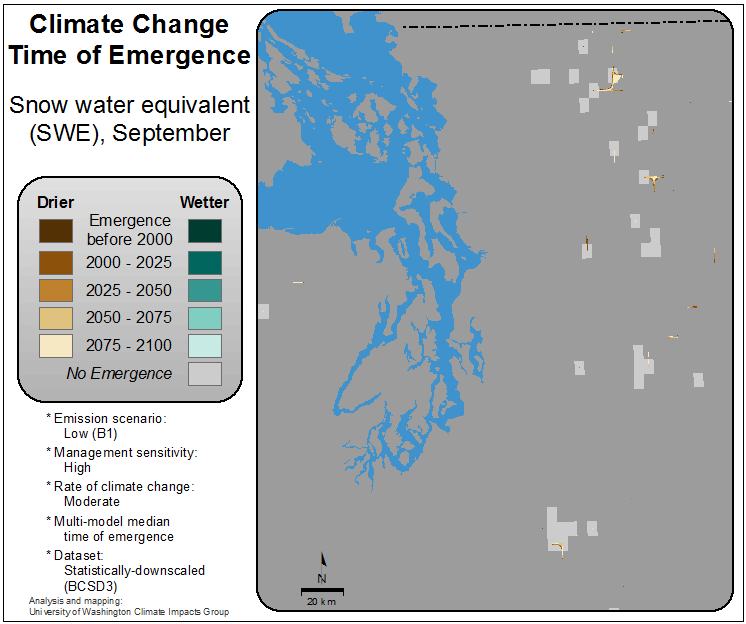 Climate Change
Time of Emergence
Snow water equivalent
(SWE), September
Drier
Wetter
Emergence
before 2000
2000 - 2025
2025 - 2050
2050 - 2075
2075 - 2100
No Emergence
* Emission scenario:
Low (B1)
* Management sensitivity:
High
* Rate of climate change:
Moderate
* Multi-model median
time of emergence
* Dataset:
Statistically-downscaled
(BCSD3)
Analysis and mapping:
University of Washington Climate Impacts Group
N
20 km